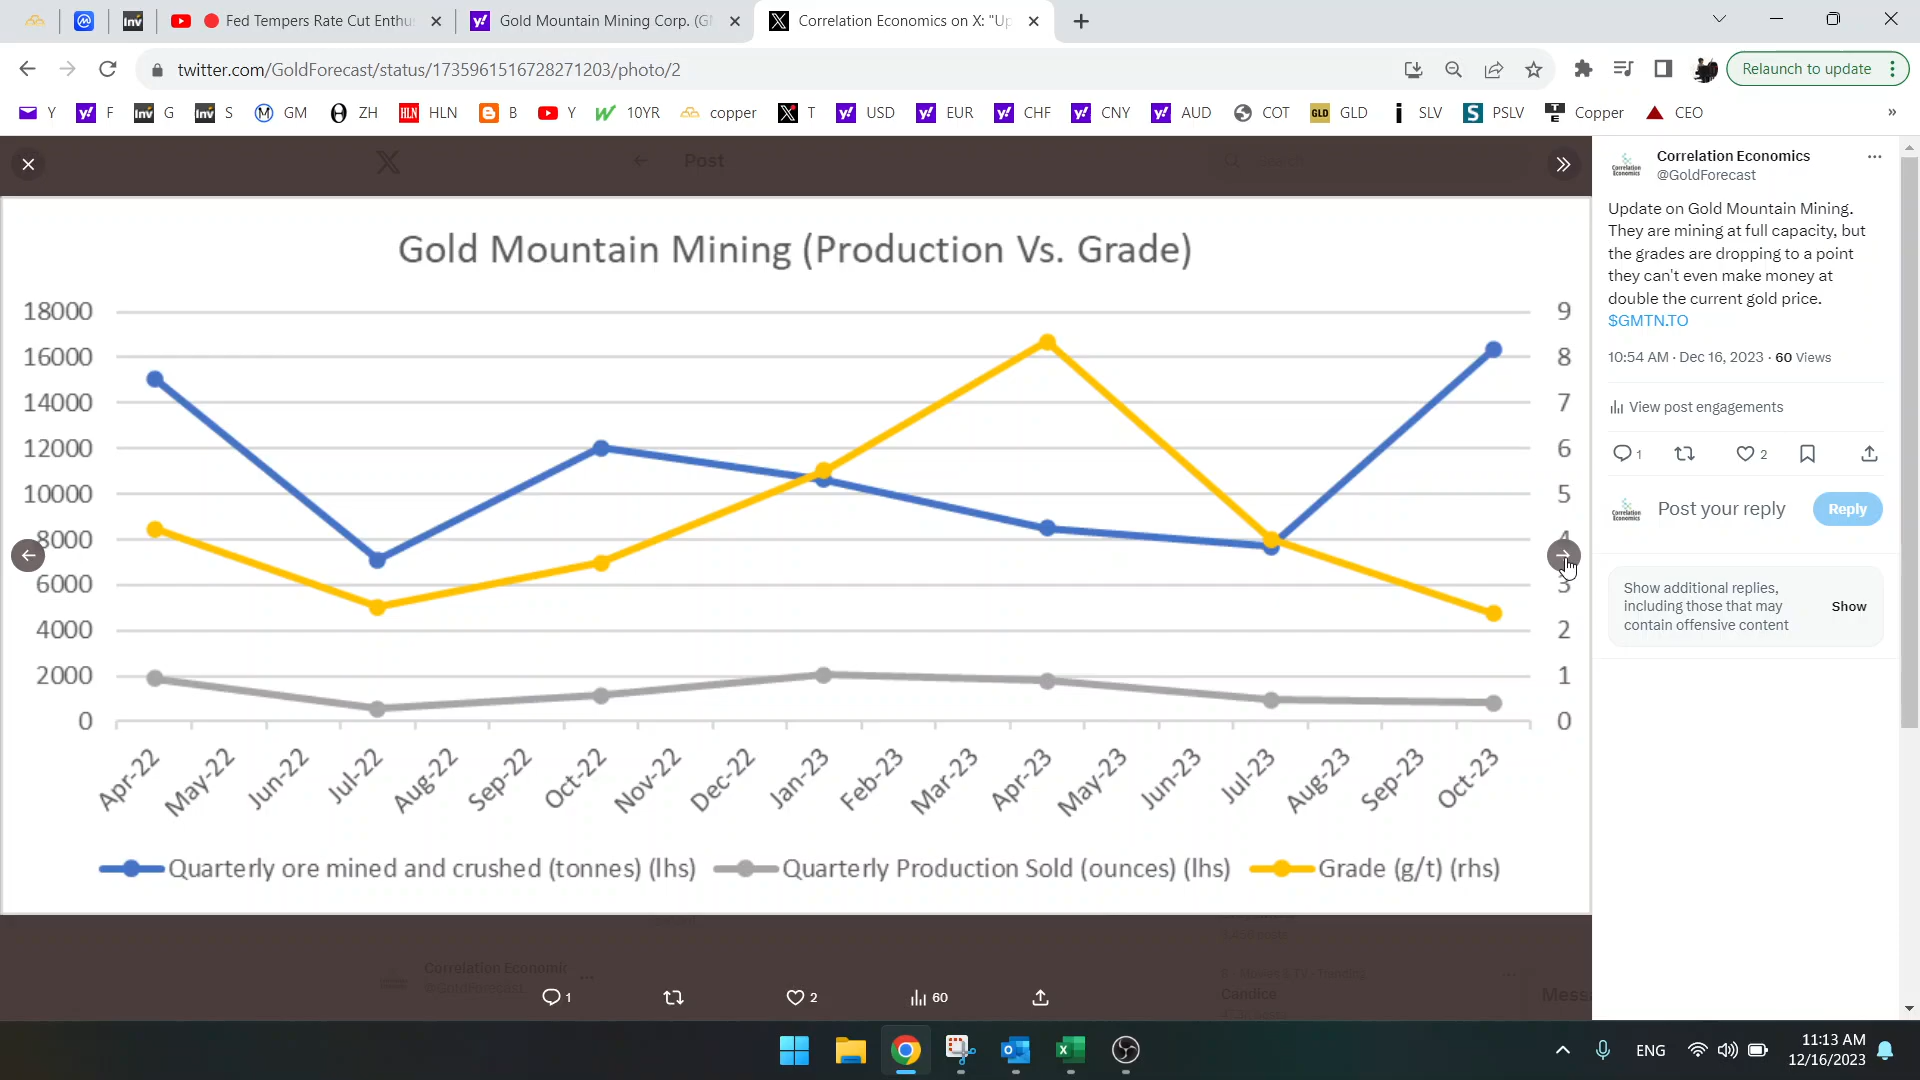 Fed Tempers Rate Cut Enthu
Gold Mountain Mining Corp. (G
Correlation Economics on X: "Up
twitter.com/GoldForecast/status/1735961516728271203/photo/2
Relaunch to update
Y F G S GM ZH HLN B Y 10YR copper T USD EUR CHF CNY AUD COT GLD SLV PSLV Copper CEO
Post
Search
Gold Mountain Mining (Production Vs. Grade)
18000
16000
14000
12000
10000
8000
6000
4000
2000
0
9
8
7
6
5
4
3
2
1
0
Apr-22
May-22
Jun-22
Jul-22
Aug-22
Sep-22
Oct-22
Nov-22
Dec-22
Jan-23
Feb-23
Mar-23
Apr-23
May-23
Jun-23
Jul-23
Aug-23
Sep-23
Oct-23
Quarterly ore mined and crushed (tonnes) (lhs) Quarterly Production Sold (ounces) (lhs) Grade (g/t) (rhs)
Correlation Economic
@GoldForecast
Candice
Mess
1 2 60
Correlation Economics
@GoldForecast
Update on Gold Mountain Mining.
They are mining at full capacity, but
the grades are dropping to a point
they can't even make money at
double the current gold price.
$GMTN.TO
10:54 AM · Dec 16, 2023 · 60 Views
View post engagements
1 2
Correlation
Economics
Post your reply
Reply
Show additional replies,
including those that may
contain offensive content
Show
ENG
11:13 AM
12/16/2023